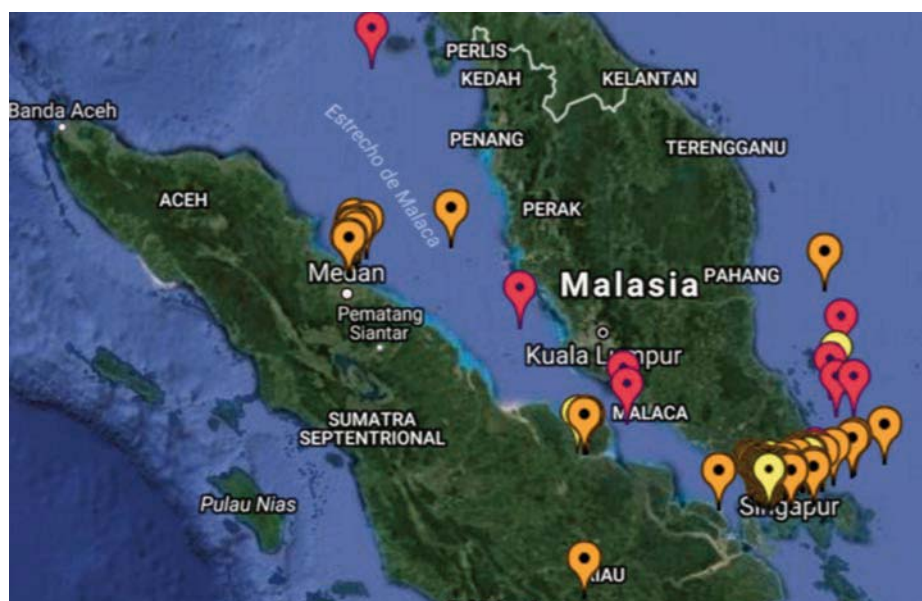 PERLIS
KEDAH
KELANTAN
Banda Aceh
Estrecho de Malaca
PENANG
TERENGGANU
ACEH
PERAK
Medan
Malasia
PAHANG
Pematang
Siantar
Kuala Lumpur
SUMATRA
SEPTENTRIONAL
MALACA
Pulau Nias
Singapur
RIAU